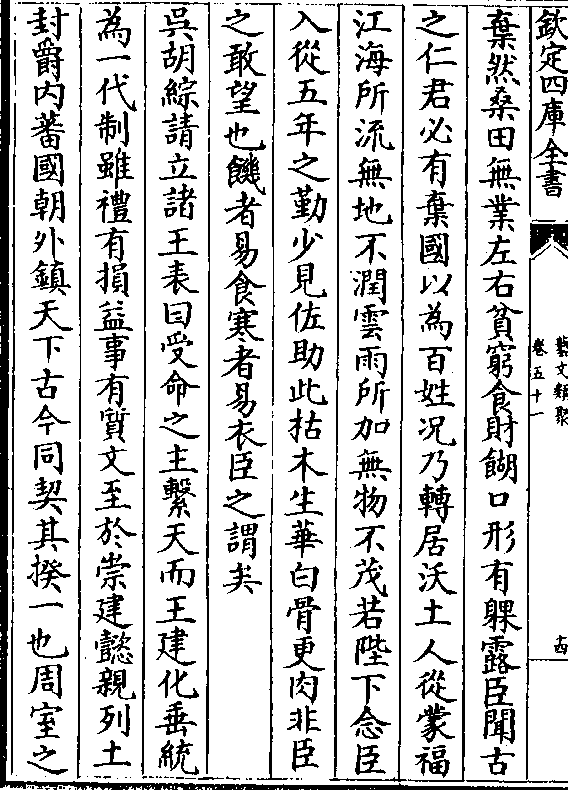 欽定四庫全書
藝文類聚
卷五十一
十四
棄然桑田無業左右貧窮食財餬口形有躶露臣聞古
之仁君必有棄國以為百姓况乃轉居沃土人從蒙福
江海所流無地不潤雲雨所加無物不茂若陛下念臣
入從五年之勤少見佐助此枯木生華白骨更肉非臣
之敢望也饑者易食寒者易衣臣之謂矣
吳胡綜請立諸王表曰受命之主繫天而王建化垂統
為一代制雖禮有損益事有質文至於崇建懿親列土
封爵内蕃國朝外鎮天下古今同契其揆一也周室之